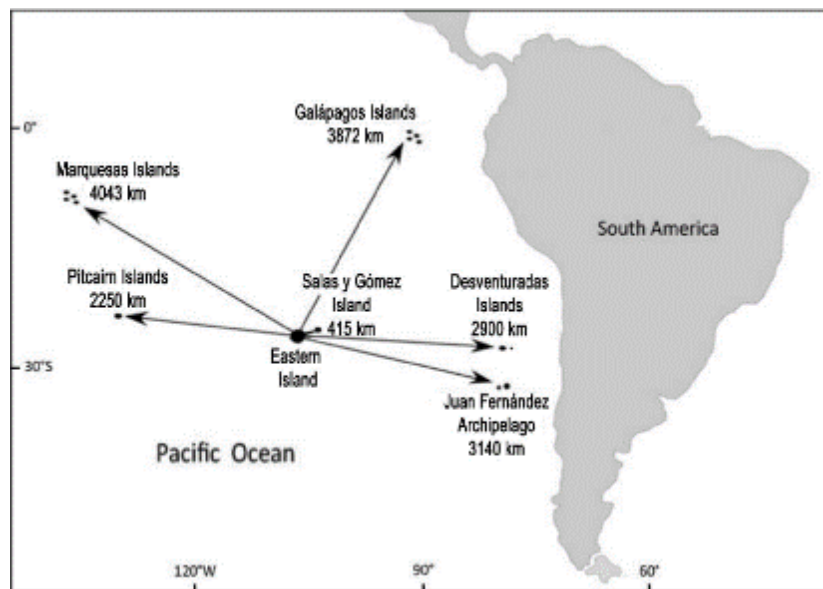 Galápagos Islands
3872 km
0°
Marquesas Islands
4043 km
South America
Pitcairn Islands
2250 km
Salas y Gómez
Island
415 km
Desventuradas
Islands
2900 km
Eastern
Island
30°S
Juan Fernández
Archipelago
3140 km
Pacific Ocean
120°W
90°
60°